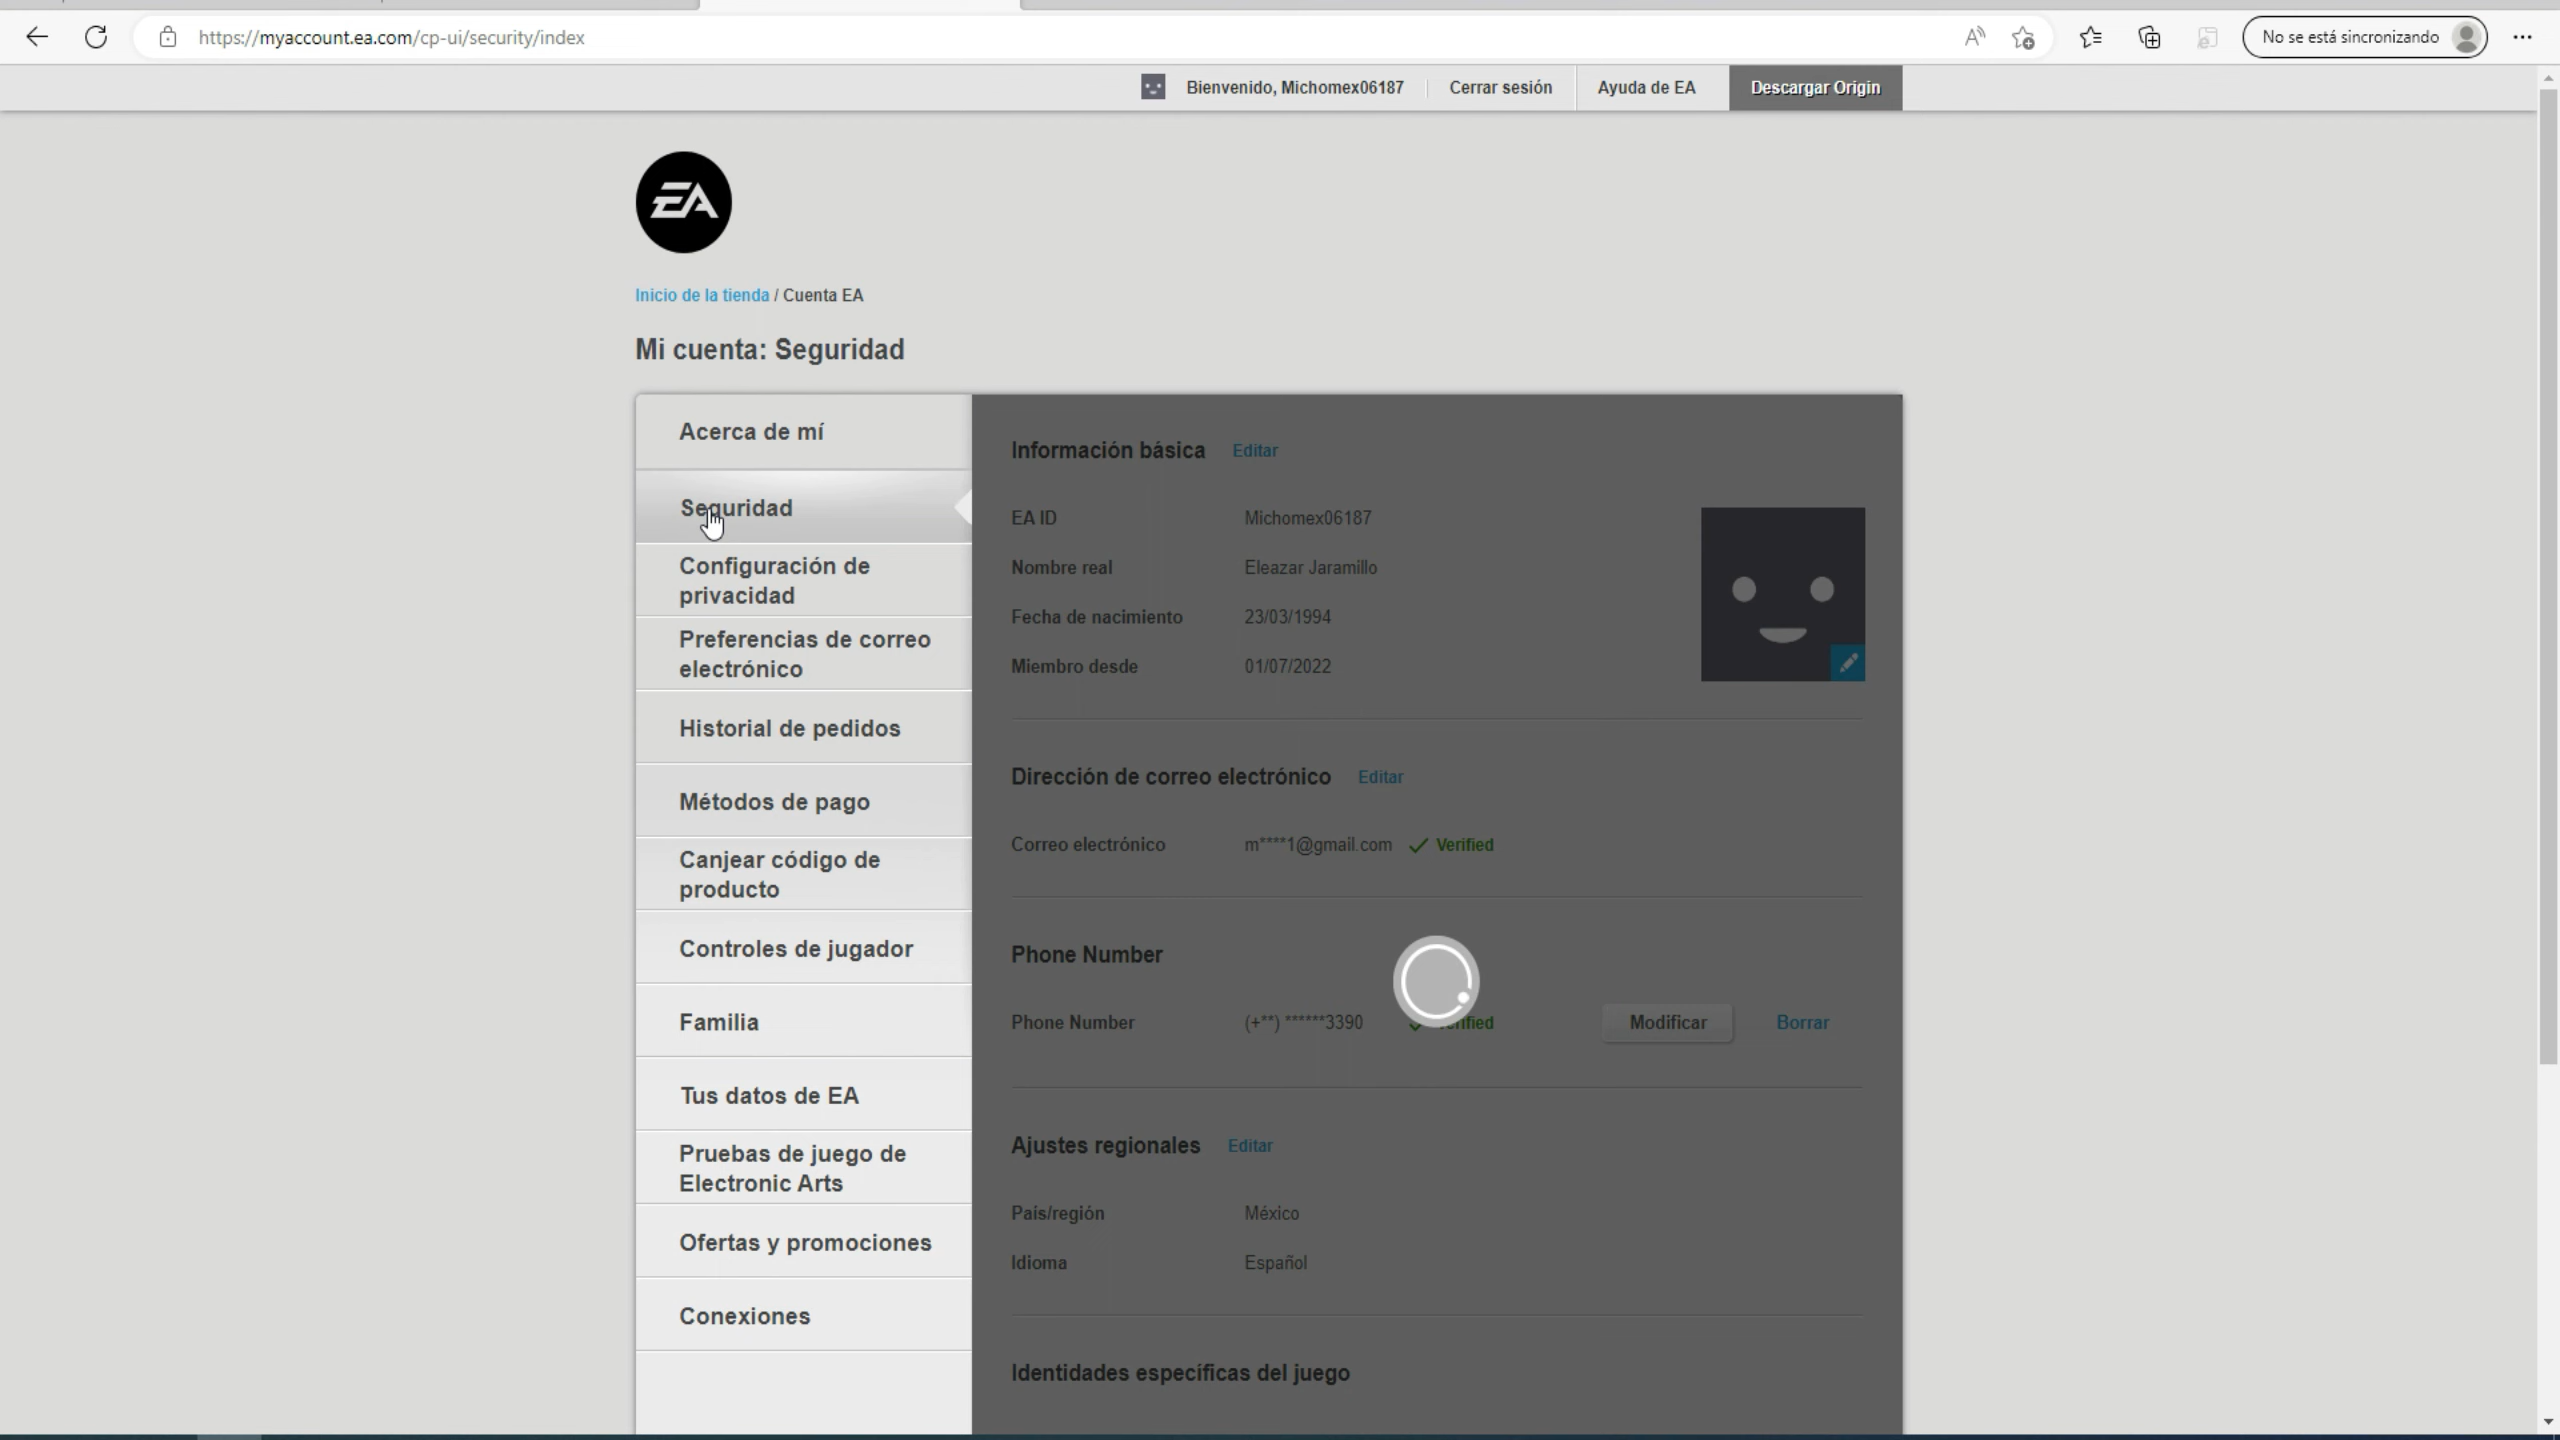 https://myaccount.ea.com/cp-ui/security/index
No se está sincronizando
Bienvenido, Michomex06187
Cerrar sesión
Ayuda de EA
Descargar Origin
EA
Inicio de la tienda / Cuenta EA
Mi cuenta: Seguridad
Acerca de mí
Seguridad
Configuración de
privacidad
Preferencias de correo
electrónico
Historial de pedidos
Métodos de pago
Canjear código de
producto
Controles de jugador
Familia
Tus datos de EA
Pruebas de juego de
Electronic Arts
Ofertas y promociones
Conexiones
Información básica Editar
EA ID Michomex06187
Nombre real Eleazar Jaramillo
Fecha de nacimiento 23/03/1994
Miembro desde 01/07/2022
Dirección de correo electrónico Editar
Correo electrónico m****1@gmail.com Verified
Phone Number
Phone Number (+**) ******3390 Modificar Borrar
Ajustes regionales Editar
País/región México
Idioma Español
Identidades específicas del juego